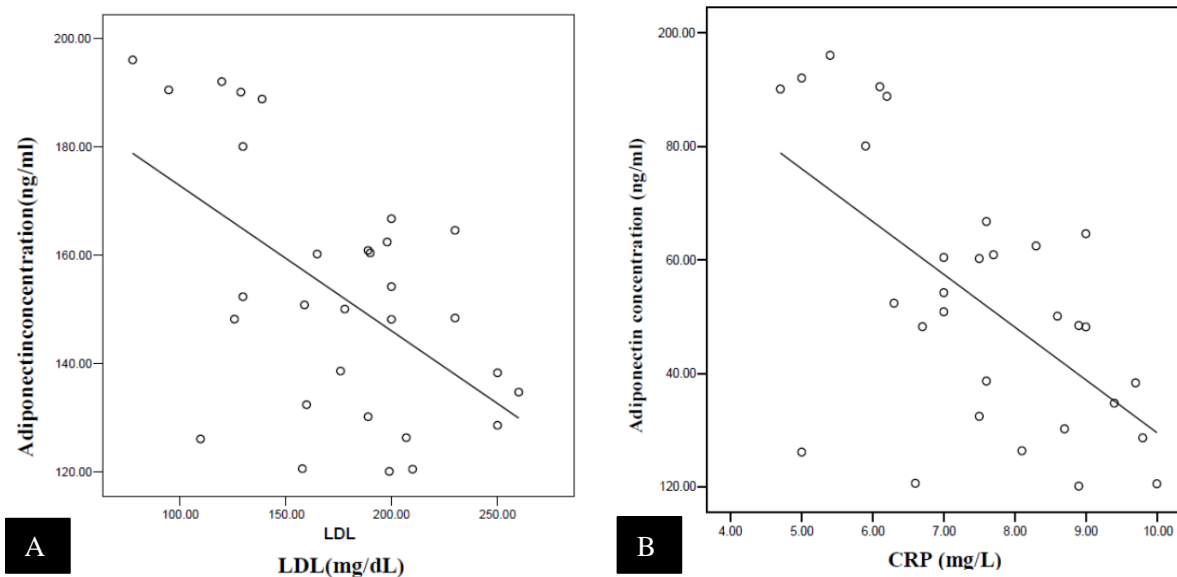 200.00
180.00
160.00
140.00
120.00
Adiponectinconcentration(ng/ml)
100.00 150.00 200.00 250.00
LDL
LDL(mg/dL)
A
200.00
80.00
60.00
40.00
120.00
Adiponectin concentration (ng/ml)
4.00 5.00 6.00 7.00 8.00 9.00 10.00
CRP (mg/L)
B